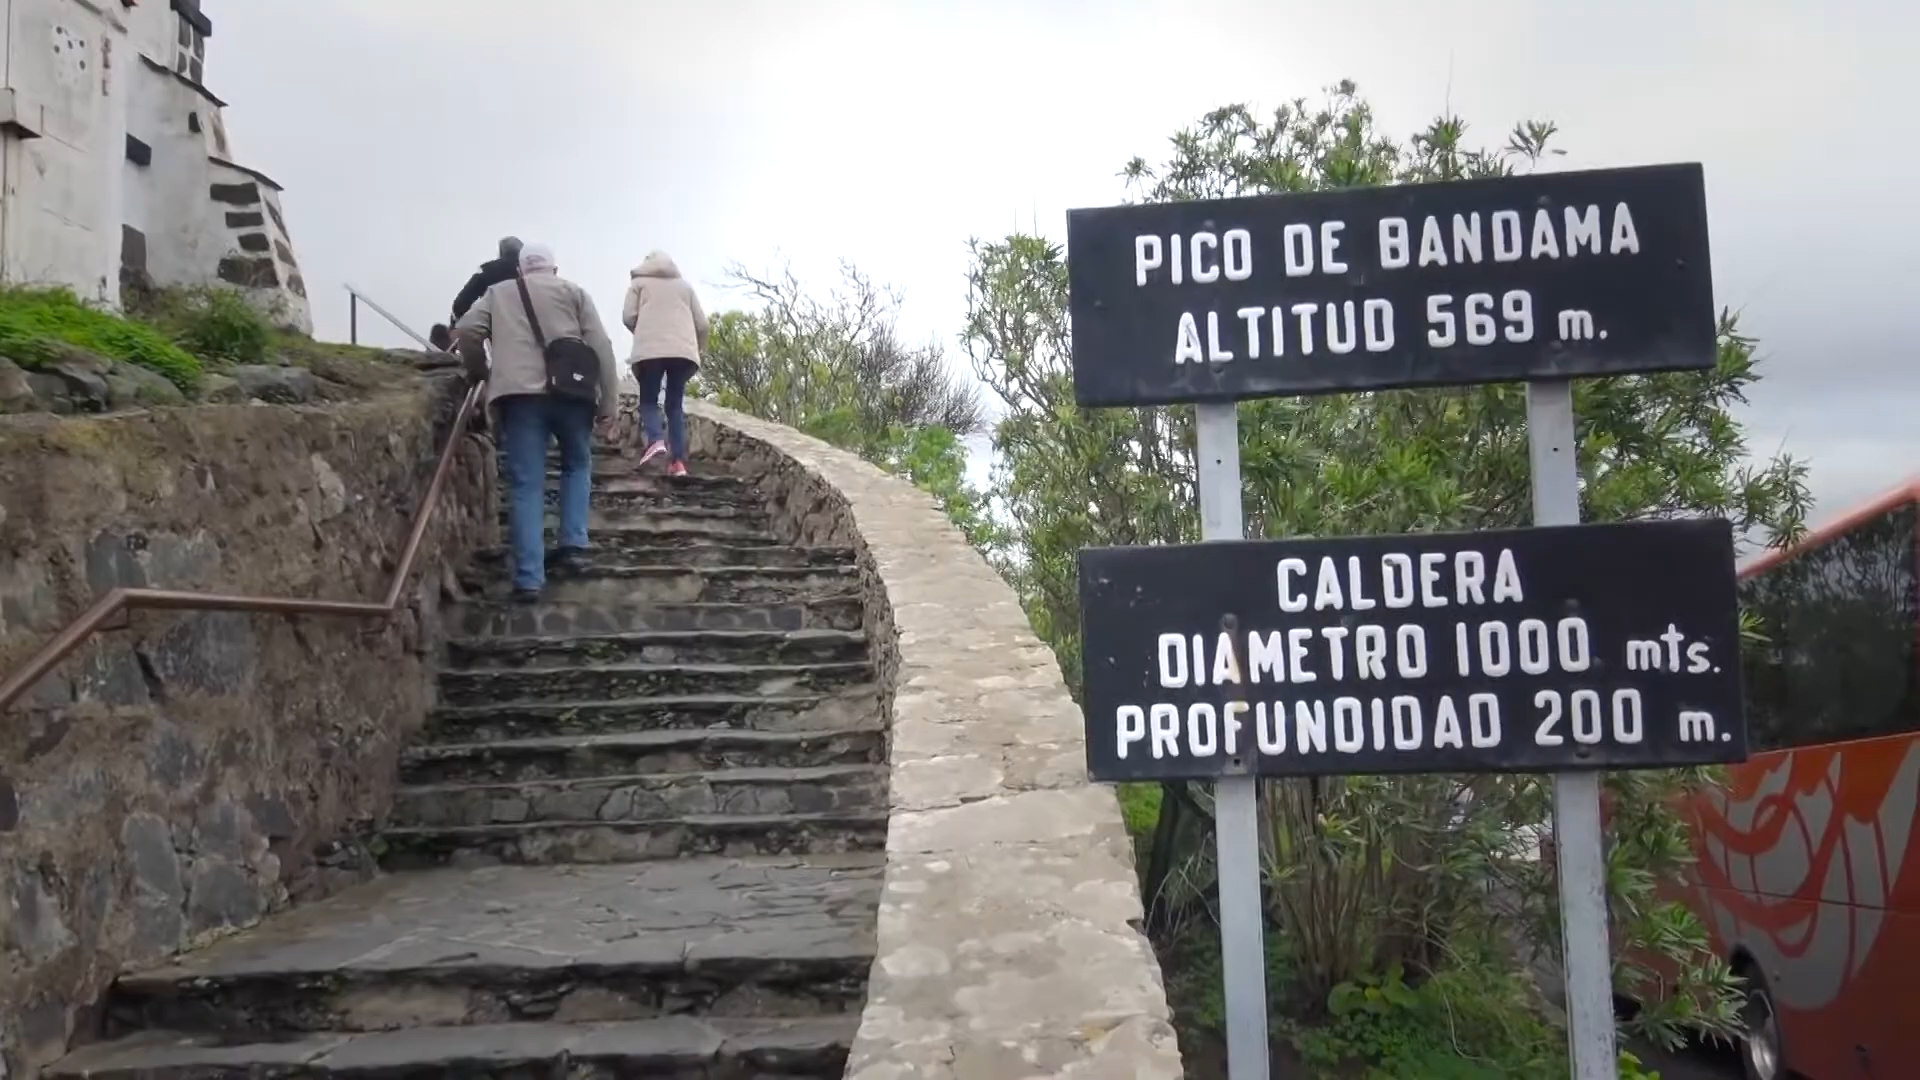 PICO DE BANDAMA
ALTITUD 569 m.
CALDERA
DIAMETRO 1000 mts.
PROFUNDIDAD 200 m.